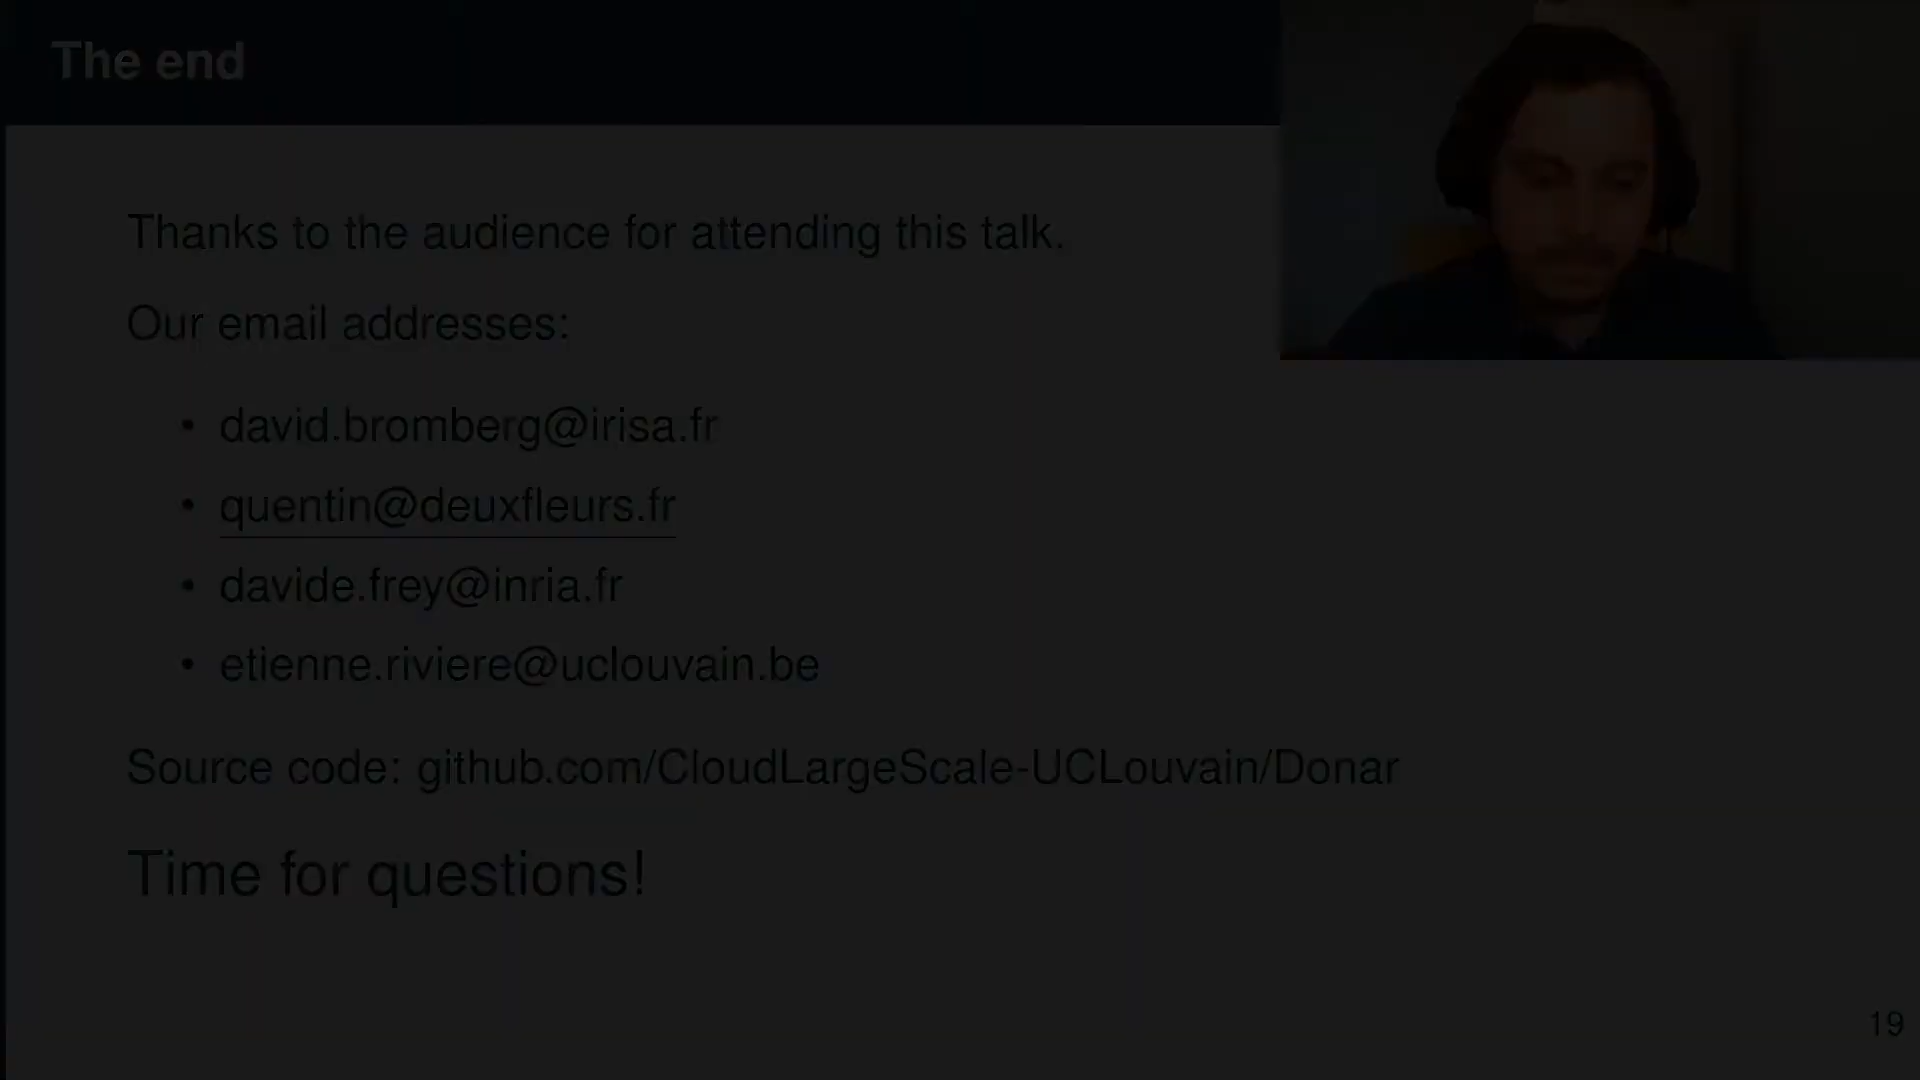 The end
Thanks to the audience for attending this talk.
Our email addresses:
• david.bromberg@irisa.fr
• quentin@deuxfleurs.fr
• davide.frey@inria.fr
• etienne.riviere@uclouvain.be
Source code: github.com/CloudLargeScale-UCLouvain/Donar
Time for questions!
19